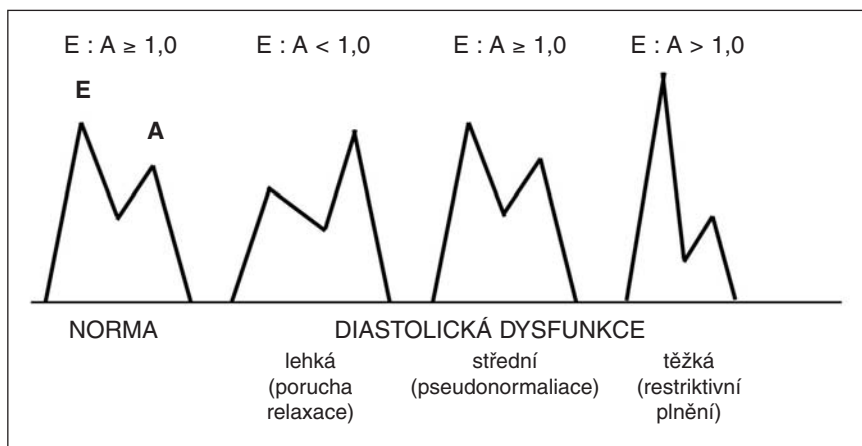 E : A ≥ 1,0 E : A < 1,0 E : A ≥ 1,0 E : A > 1,0
E
A
NORMA DIASTOLICKÁ DYSFUNKCE
lehká střední těžká
(porucha (pseudonormaliace) (restriktivní
relaxace) plnění)